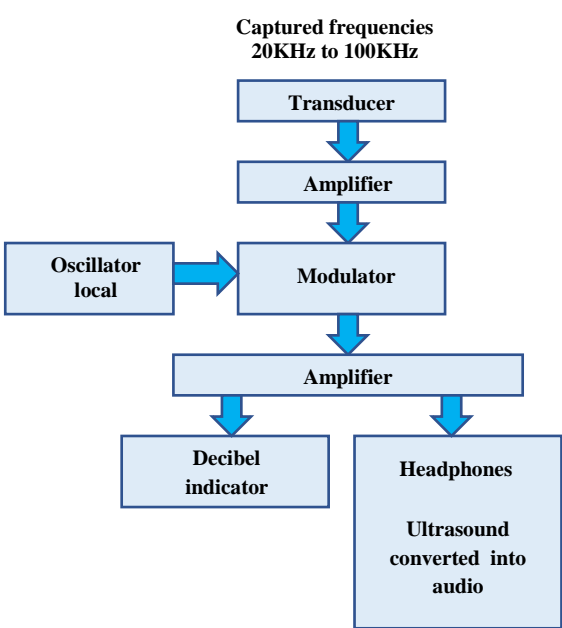 Captured frequencies
20KHz to 100KHz
Transducer
Amplifier
Oscillator
local
Modulator
Amplifier
Decibel
indicator
Headphones
Ultrasound
converted into
audio